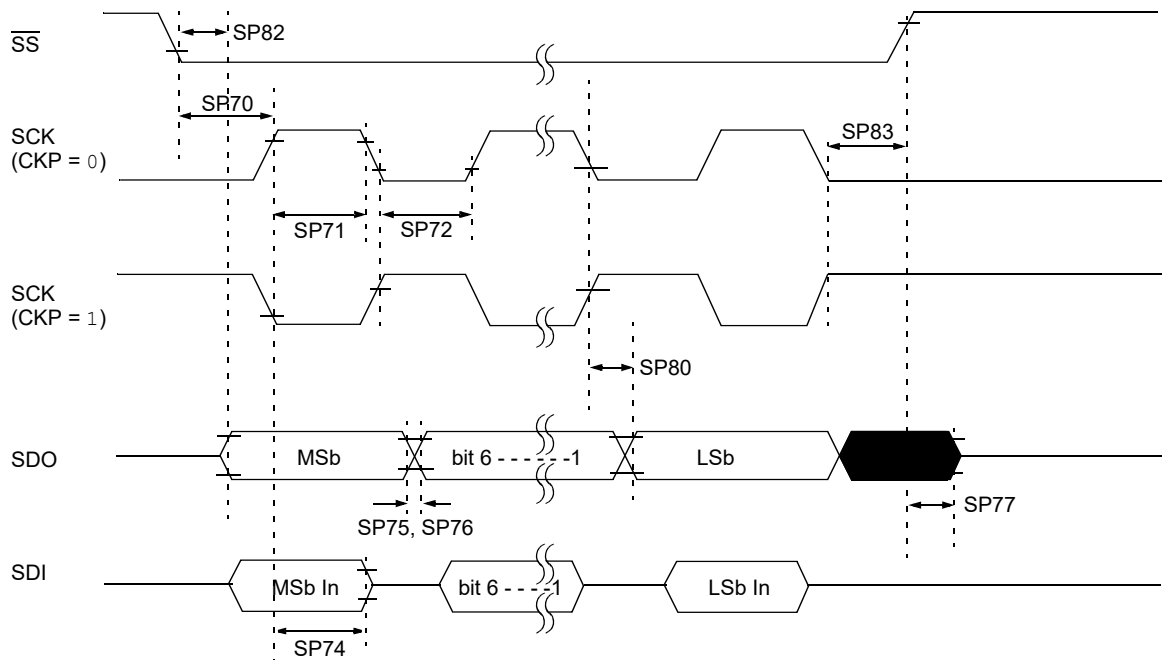 SS
SP82
SP70
SCK
(CKP = 0)
SP83
SP71
SP72
SCK
(CKP = 1)
SP80
SDO
MSb
bit 6 - - - - - -1
LSb
SP77
SP75, SP76
SDI
MSb In
bit 6 - - - - -1
LSb In
SP74